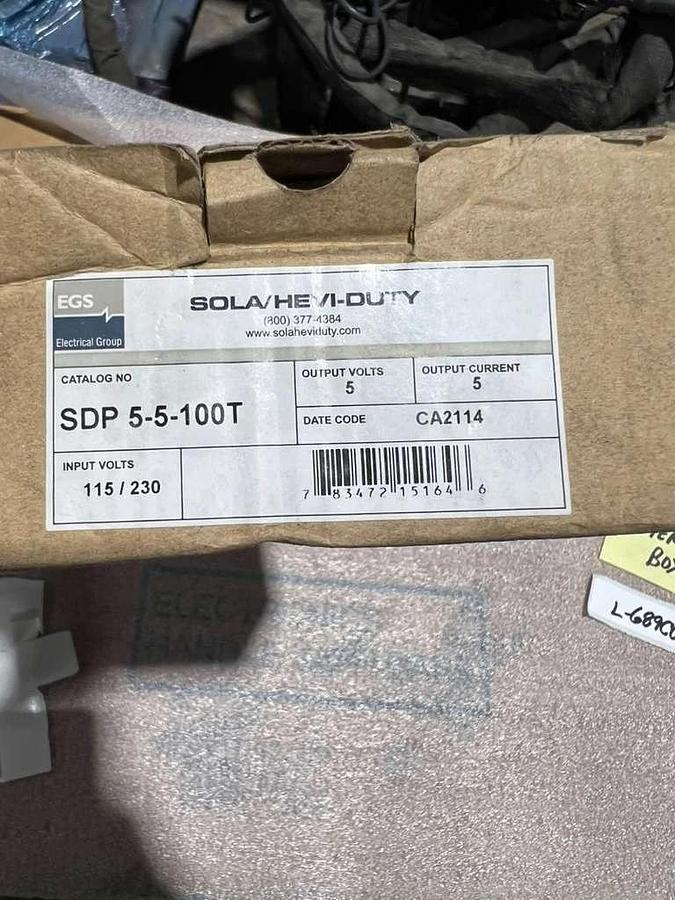 EGS
Electrical Group
SOLA/HEVI-DUTY
(800) 377-4384
www.solaheviduty.com
CATALOG NO
SDP 5-5-100T
OUTPUT VOLTS
5
OUTPUT CURRENT
5
DATE CODE CA2114
INPUT VOLTS
115 / 230
7 83472 15164 6
BOX